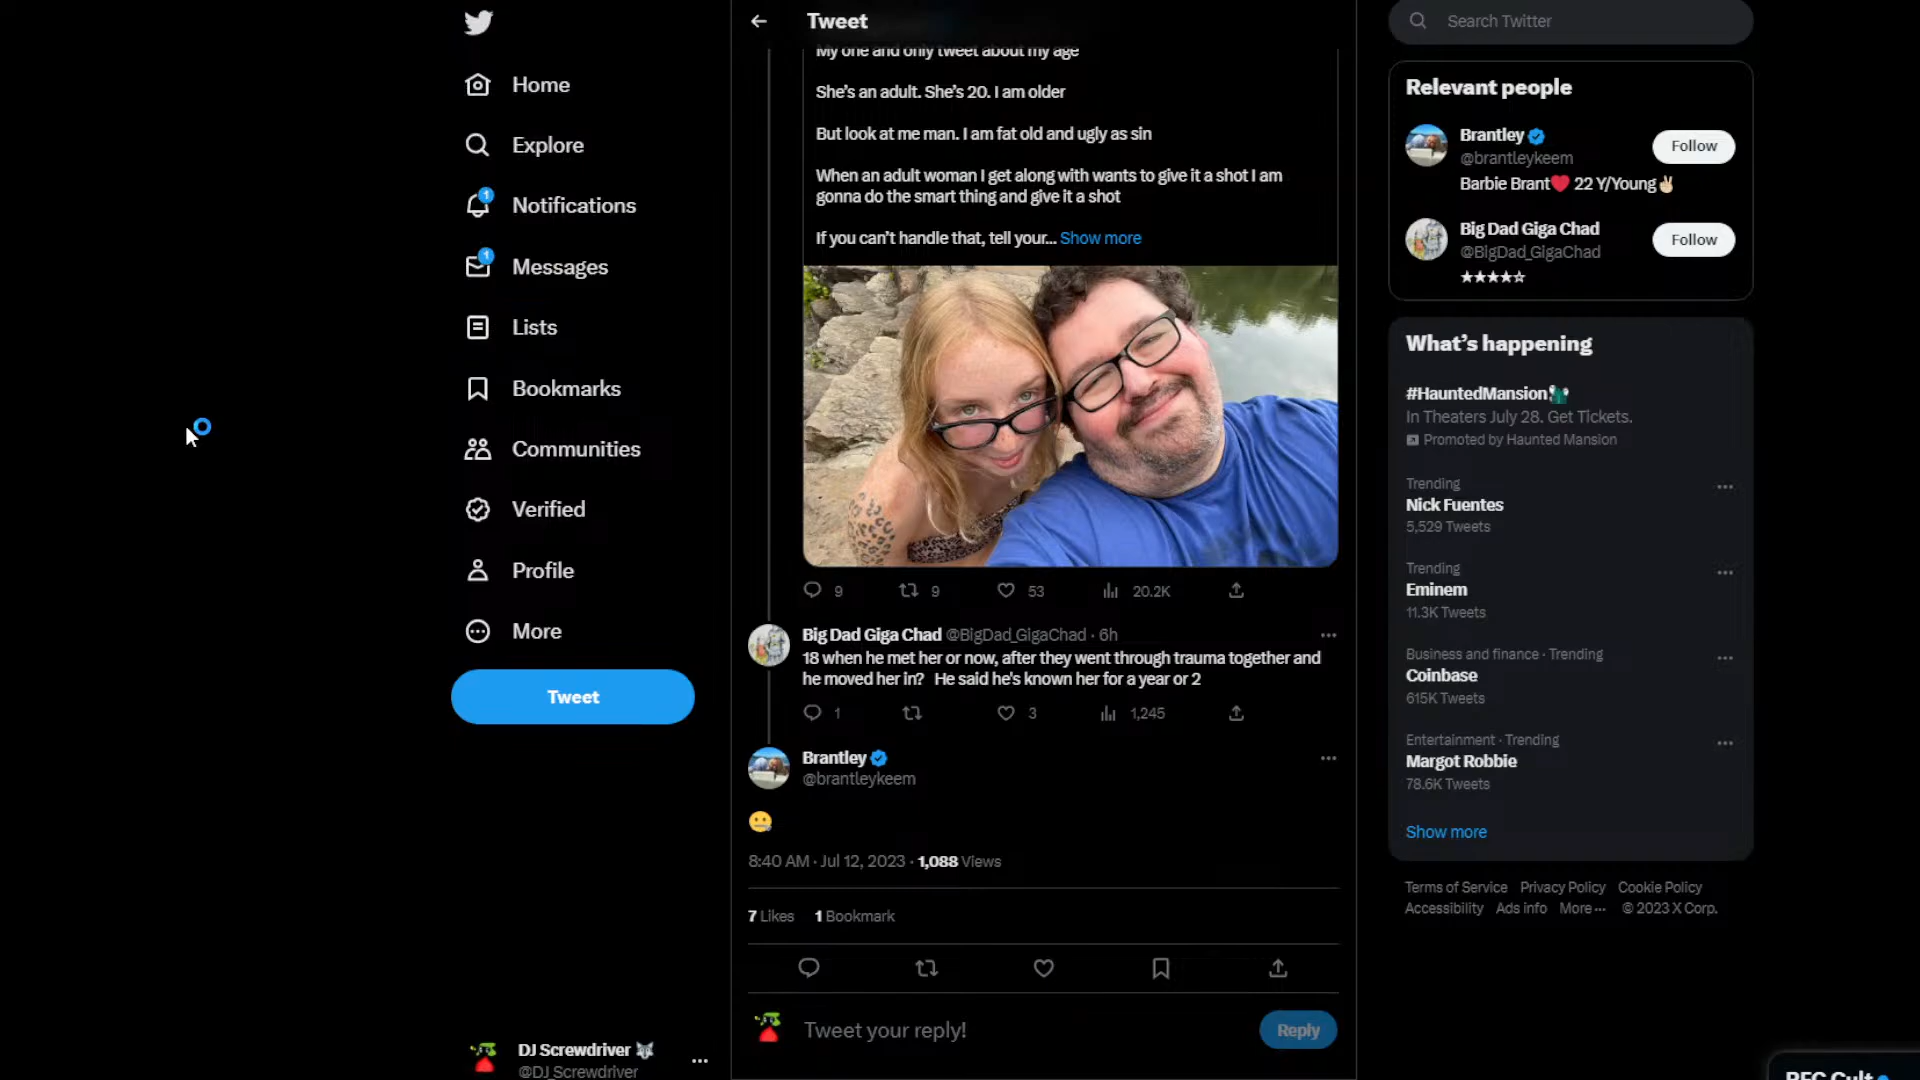 Home
Explore
1
Notifications
1
Messages
Lists
Bookmarks
Communities
Verified
Profile
More
Tweet
DJ Screwdriver
@DJ_Screwdriver
Tweet
My one and only tweet about my age
She's an adult. She's 20. I am older
But look at me man. I am fat old and ugly as sin
When an adult woman I get along with wants to give it a shot I am
gonna do the smart thing and give it a shot
If you can't handle that, tell your... Show more
9 9 53 20.2K
Big Dad Giga Chad @BigDad_GigaChad · 6h
18 when he met her or now, after they went through trauma together and
he moved her in? He said he's known her for a year or 2
1 3 1,245
Brantley
@brantleykeem
8:40 AM · Jul 12, 2023 · 1,088 Views
7 Likes 1 Bookmark
Tweet your reply!
Reply
Search Twitter
Relevant people
Brantley
@brantleykeem
Follow
Barbie Brant 22 Y/Young
Big Dad Giga Chad
@BigDad_GigaChad
Follow
★★★★☆
What's happening
#HauntedMansion
In Theaters July 28. Get Tickets.
Promoted by Haunted Mansion
Trending
Nick Fuentes
5,529 Tweets
Trending
Eminem
11.3K Tweets
Business and finance · Trending
Coinbase
615K Tweets
Entertainment · Trending
Margot Robbie
78.6K Tweets
Show more
Terms of Service Privacy Policy Cookie Policy
Accessibility Ads info More ··· © 2023 X Corp.